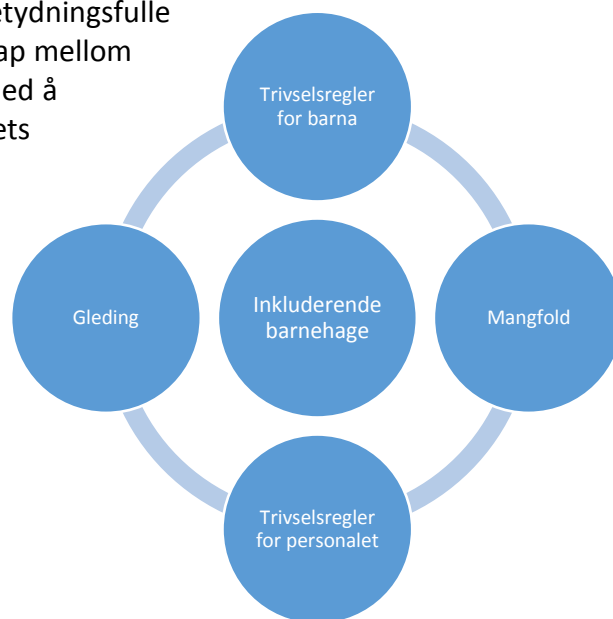 etydningsfulle
ap mellom
ed å
ets
Trivselsregler
for barna
Gleding
Inkluderende
barnehage
Mangfold
Trivselsregler
for personalet